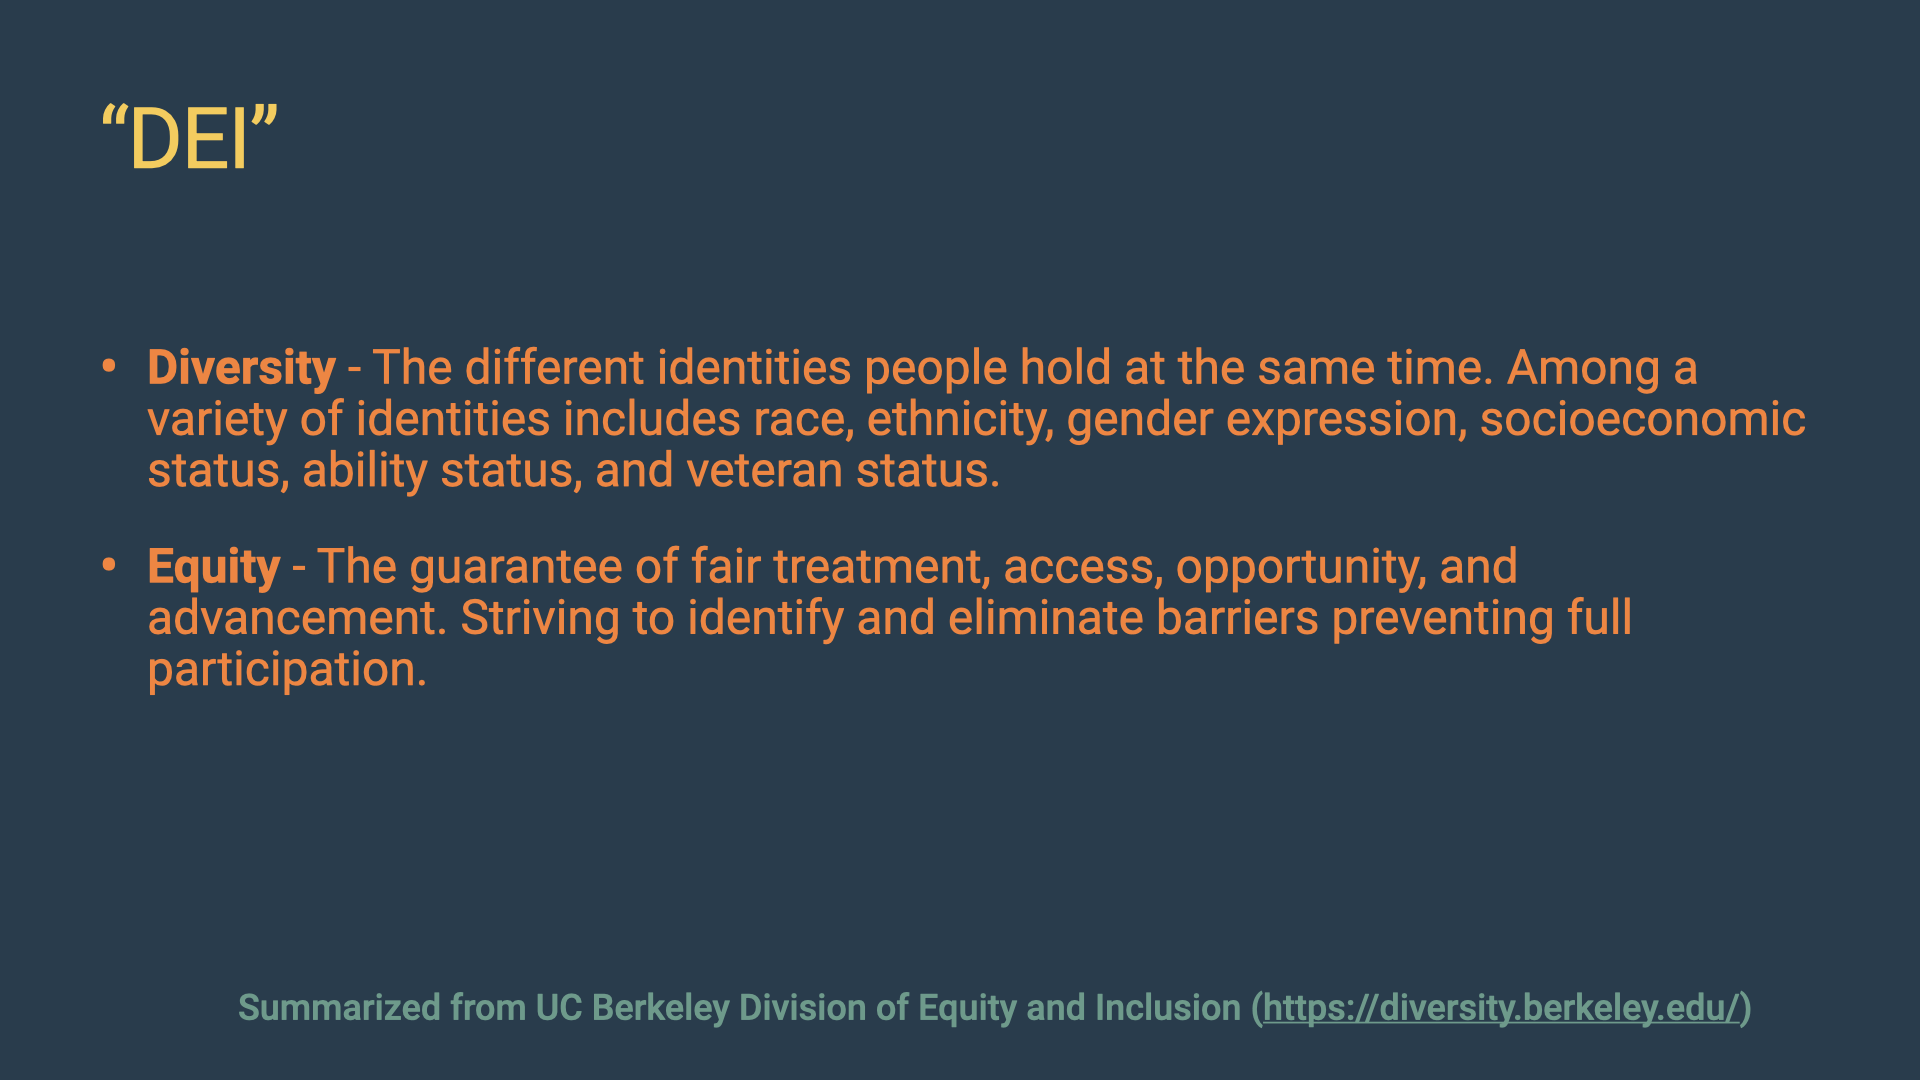 “DEI”
• Diversity - The different identities people hold at the same time. Among a
variety of identities includes race, ethnicity, gender expression, socioeconomic
status, ability status, and veteran status.
• Equity - The guarantee of fair treatment, access, opportunity, and
advancement. Striving to identify and eliminate barriers preventing full
participation.
Summarized from UC Berkeley Division of Equity and Inclusion (https://diversity.berkeley.edu/)